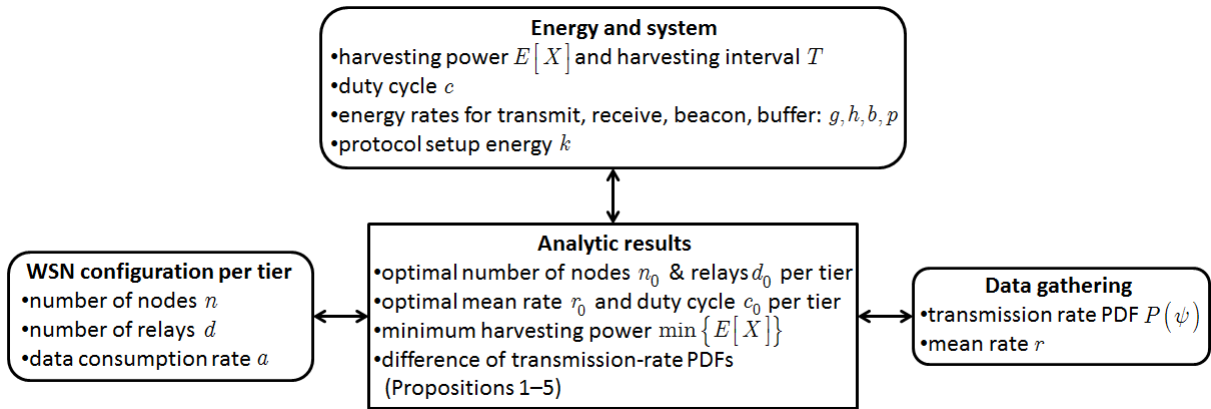 Energy and system
•harvesting power E[X] and harvesting interval T
•duty cycle c
•energy rates for transmit, receive, beacon, buffer: g,h,b,p
•protocol setup energy k
WSN configuration per tier
•number of nodes n
•number of relays d
•data consumption rate a
Analytic results
•optimal number of nodes n₀ & relays d₀ per tier
•optimal mean rate r₀ and duty cycle c₀ per tier
•minimum harvesting power min{E[X]}
•difference of transmission-rate PDFs
(Propositions 1–5)
Data gathering
•transmission rate PDF P(ψ)
•mean rate r